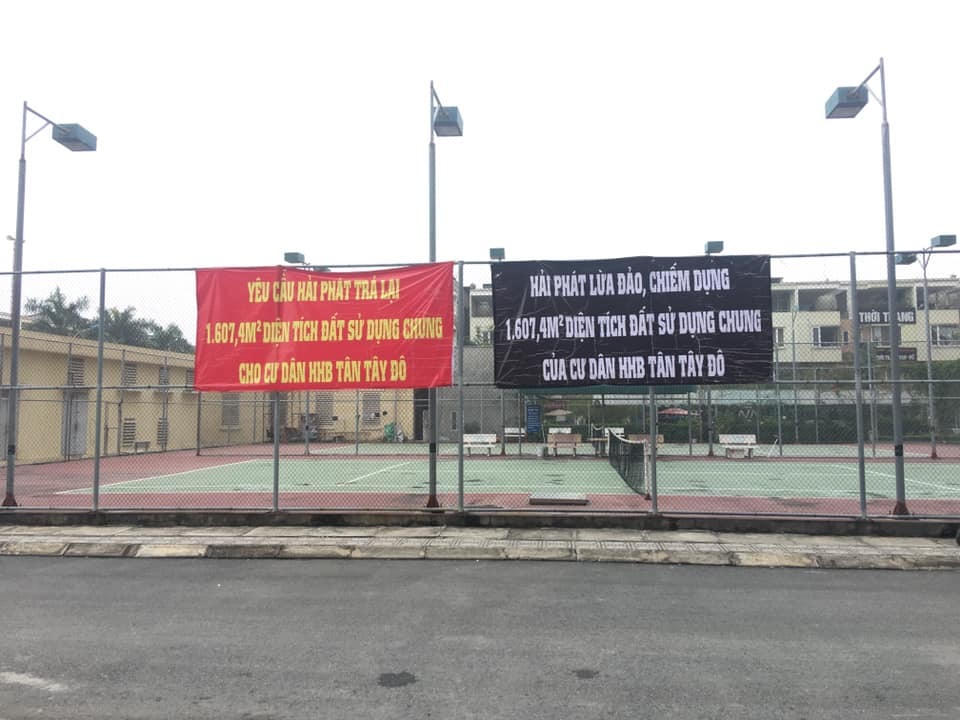 YÊU CẦU HẢI PHÁT TRẢ LẠI
1.607,4M² DIỆN TÍCH ĐẤT SỬ DỤNG CHUNG
CHO CƯ DÂN HHB TÂN TÂY ĐÔ
HẢI PHÁT LỪA ĐẢO, CHIẾM DỤNG
1.607,4M² DIỆN TÍCH ĐẤT SỬ DỤNG CHUNG
CỦA CƯ DÂN HHB TÂN TÂY ĐÔ
THỜI TRANG